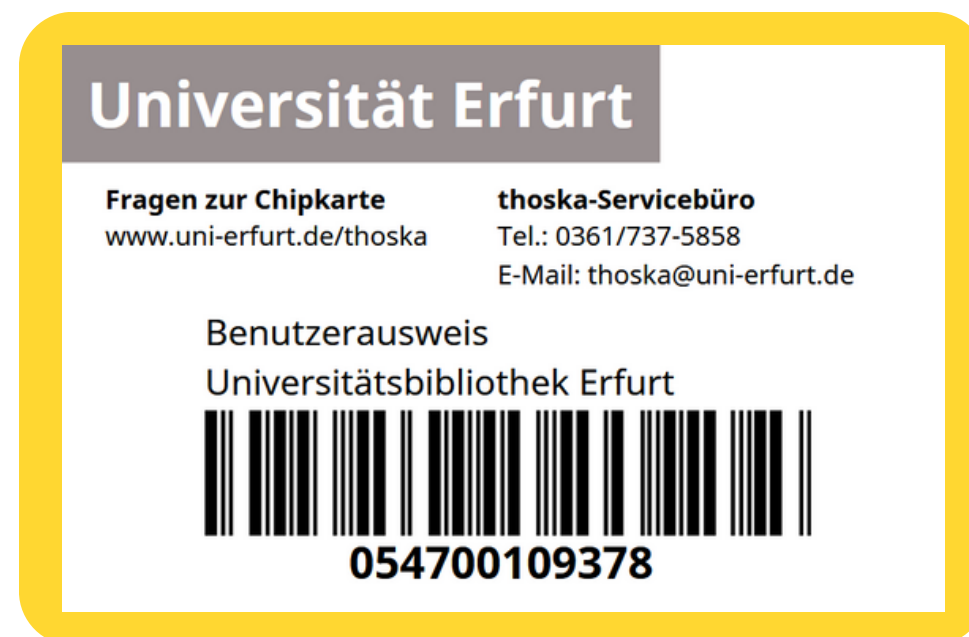 Universität Erfurt
Fragen zur Chipkarte
www.uni-erfurt.de/thoska
thoska-Servicebüro
Tel.: 0361/737-5858
E-Mail: thoska@uni-erfurt.de
Benutzerausweis
Universitätsbibliothek Erfurt
054700109378